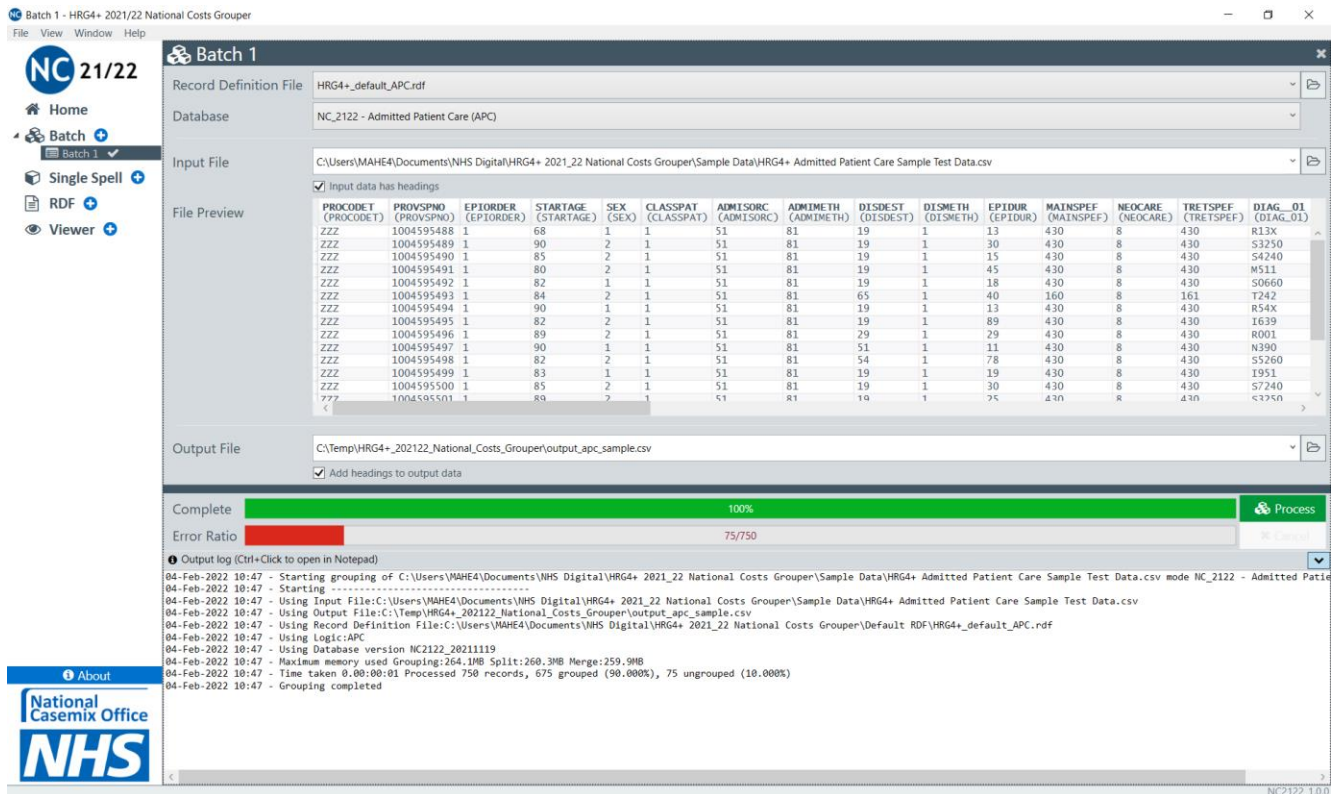 Batch 1 - HRG4+ 2021/22 National Costs Grouper
File View Window Help
NC 21/22
Home
Batch
Batch 1
Single Spell
RDF
Viewer
Batch 1
Record Definition File HRG4+_default_APC.rdf
Database NC_2122 - Admitted Patient Care (APC)
Input File C:\Users\MAHE4\Documents\NHS Digital\HRG4+ 2021_22 National Costs Grouper\Sample Data\HRG4+ Admitted Patient Care Sample Test Data.csv
Input data has headings
File Preview
PROCODET PROVSPNO EPIORDER STARTAGE SEX CLASSPAT ADMISORC ADMIMETH DISDEST DISMETH EPIDUR MAINSPEF NEOCARE TRETSPEF DIAG__01
(PROCODET) (PROVSPNO) (EPIORDER) (STARTAGE) (SEX) (CLASSPAT) (ADMISORC) (ADMIMETH) (DISDEST) (DISMETH) (EPIDUR) (MAINSPEF) (NEOCARE) (TRETSPEF) (DIAG_01)
ZZZ 1004595488 1 68 1 1 51 81 19 1 13 430 8 430 R13X
ZZZ 1004595489 1 90 2 1 51 81 19 1 30 430 8 430 S3250
ZZZ 1004595490 1 85 2 1 51 81 19 1 15 430 8 430 S4240
ZZZ 1004595491 1 80 2 1 51 81 19 1 45 430 8 430 M511
ZZZ 1004595492 1 82 1 1 51 81 19 1 18 430 8 430 S0660
ZZZ 1004595493 1 84 2 1 51 81 65 1 40 160 8 161 T242
ZZZ 1004595494 1 90 1 1 51 81 19 1 13 430 8 430 R54X
ZZZ 1004595495 1 82 2 1 51 81 19 1 89 430 8 430 I639
ZZZ 1004595496 1 89 2 1 51 81 29 1 29 430 8 430 R001
ZZZ 1004595497 1 90 1 1 51 81 51 1 11 430 8 430 N390
ZZZ 1004595498 1 82 2 1 51 81 54 1 78 430 8 430 S5260
ZZZ 1004595499 1 83 1 1 51 81 19 1 19 430 8 430 I951
ZZZ 1004595500 1 85 2 1 51 81 19 1 30 430 8 430 S7240
ZZZ 1004595501 1 89 2 1 51 81 19 1 25 430 8 430 S3250
Output File C:\Temp\HRG4+_202122_National_Costs_Grouper\output_apc_sample.csv
Add headings to output data
Complete 100% Process
Error Ratio 75/750 Cancel
Output log (Ctrl+Click to open in Notepad)
04-Feb-2022 10:47 - Starting grouping of C:\Users\MAHE4\Documents\NHS Digital\HRG4+ 2021_22 National Costs Grouper\Sample Data\HRG4+ Admitted Patient Care Sample Test Data.csv mode NC_2122 - Admitted Patie
04-Feb-2022 10:47 - Starting ----------------------------------
04-Feb-2022 10:47 - Using Input File:C:\Users\MAHE4\Documents\NHS Digital\HRG4+ 2021_22 National Costs Grouper\Sample Data\HRG4+ Admitted Patient Care Sample Test Data.csv
04-Feb-2022 10:47 - Using Output File:C:\Temp\HRG4+_202122_National_Costs_Grouper\output_apc_sample.csv
04-Feb-2022 10:47 - Using Record Definition File:C:\Users\MAHE4\Documents\NHS Digital\HRG4+ 2021_22 National Costs Grouper\Default RDF\HRG4+_default_APC.rdf
04-Feb-2022 10:47 - Using Logic:APC
04-Feb-2022 10:47 - Using Database version NC2122_20211119
04-Feb-2022 10:47 - Maximum memory used Grouping:264.1MB Split:260.3MB Merge:259.9MB
04-Feb-2022 10:47 - Time taken 0.00:00:01 Processed 750 records, 675 grouped (90.000%), 75 ungrouped (10.000%)
04-Feb-2022 10:47 - Grouping completed
About
National
Casemix Office
NHS
NC2122_1.0.0